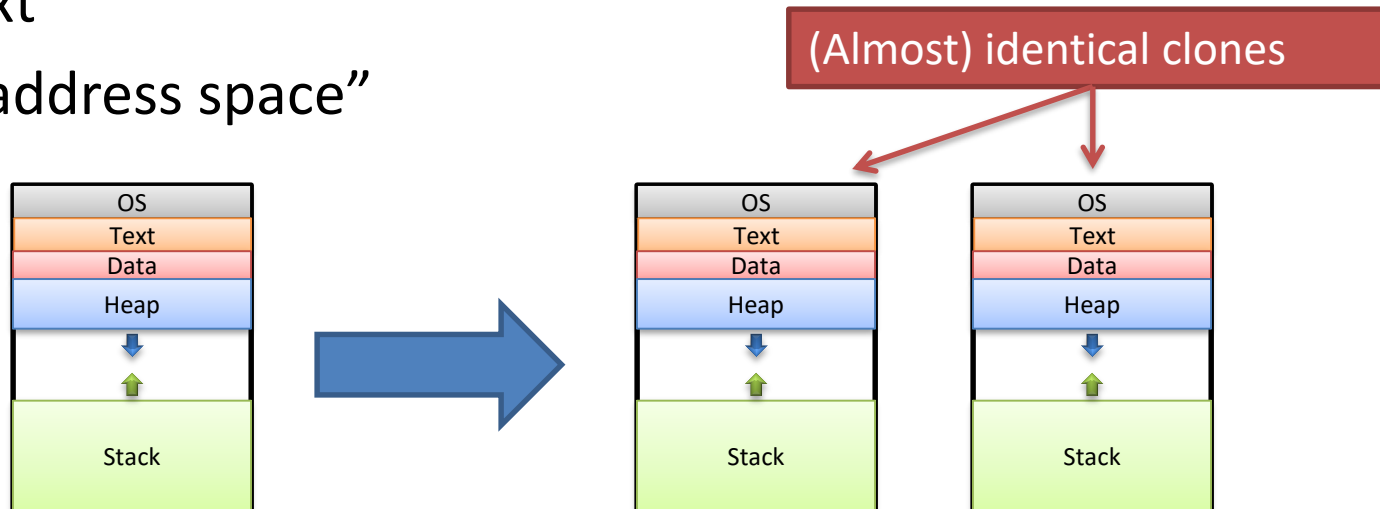 address space”
(Almost) identical clones
OS
Text
Data
Heap
Stack
OS
Text
Data
Heap
Stack
OS
Text
Data
Heap
Stack